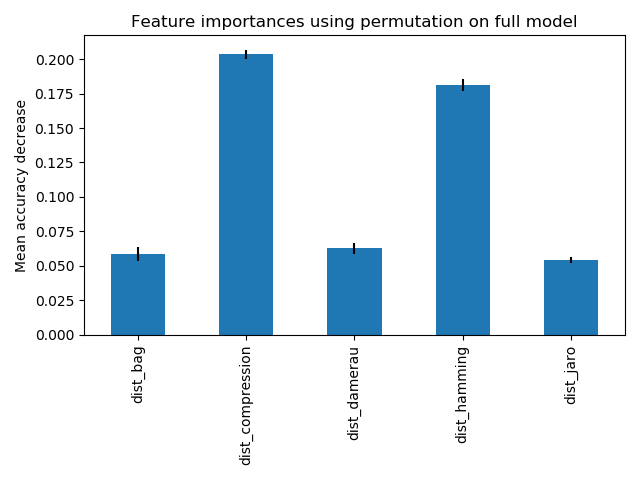 Feature importances using permutation on full model
Mean accuracy decrease
0.200
0.175
0.150
0.125
0.100
0.075
0.050
0.025
0.000
dist_bag
dist_compression
dist_damerau
dist_hamming
dist_jaro